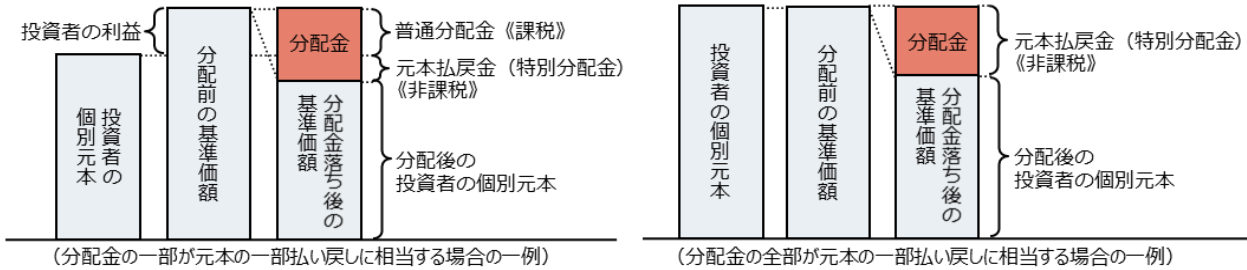 投資者の利益
投資者の
個別元本
分配前の基準価額
分配金
分配金落ち後の
基準価額
普通分配金《課税》
元本払戻金（特別分配金）
《非課税》
分配後の
投資者の個別元本
（分配金の一部が元本の一部払い戻しに相当する場合の一例）
投資者の個別元本
分配前の基準価額
分配金
分配金落ち後の
基準価額
元本払戻金（特別分配金）
《非課税》
分配後の
投資者の個別元本
（分配金の全部が元本の一部払い戻しに相当する場合の一例）